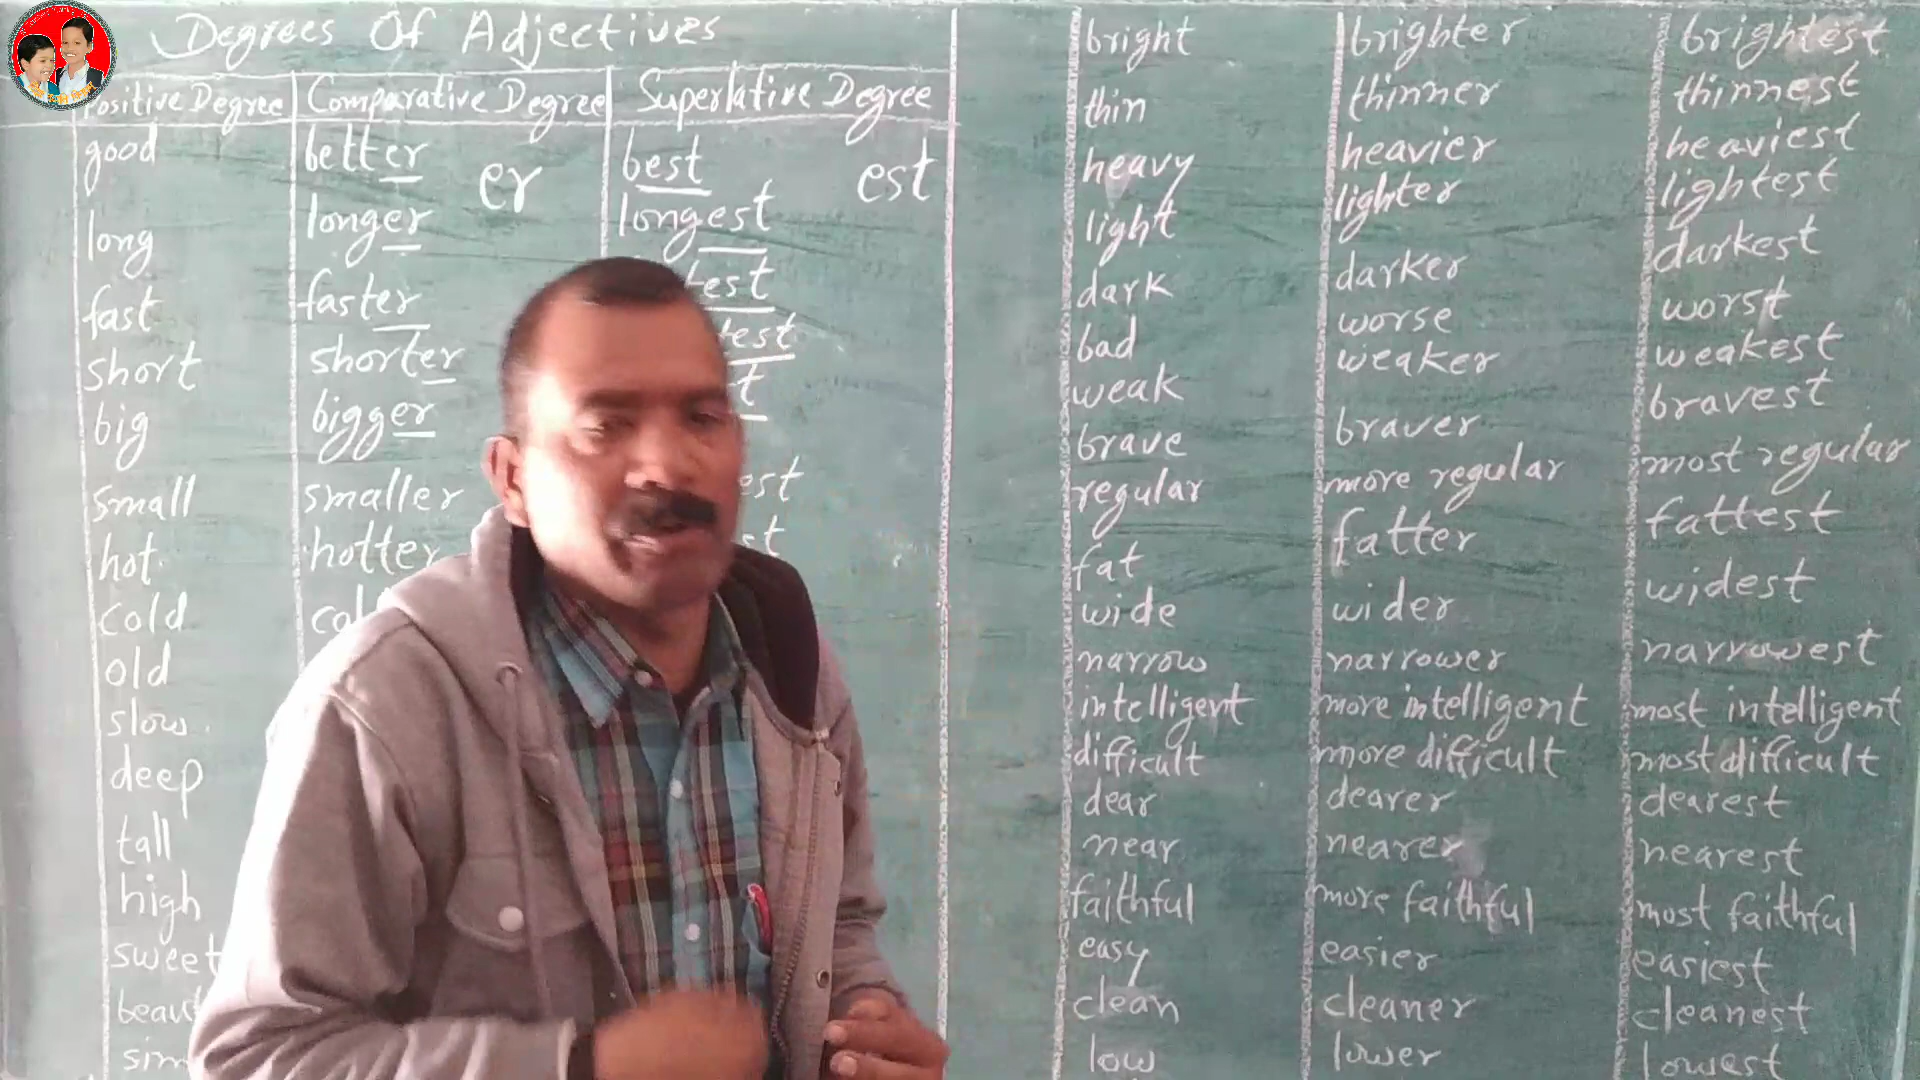 Degrees Of Adjectives
Positive Degree Comparative Degree Superlative Degree
good better er best est
long longer longest
fast faster
short shorter
big bigger
small smaller
hot hotter
cold
old
slow
deep
tall
high
sweet
bright brighter brightest
thin thinner thinnest
heavy heavier heaviest
light lighter lightest
dark darker darkest
bad worse worst
weak weaker weakest
brave braver bravest
regular more regular most regular
fat fatter fattest
wide wider widest
narrow narrower narrowest
intelligent more intelligent most intelligent
difficult more difficult most difficult
dear dearer dearest
near nearer nearest
faithful more faithful most faithful
easy easier easiest
clean cleaner cleanest
low lower lowest